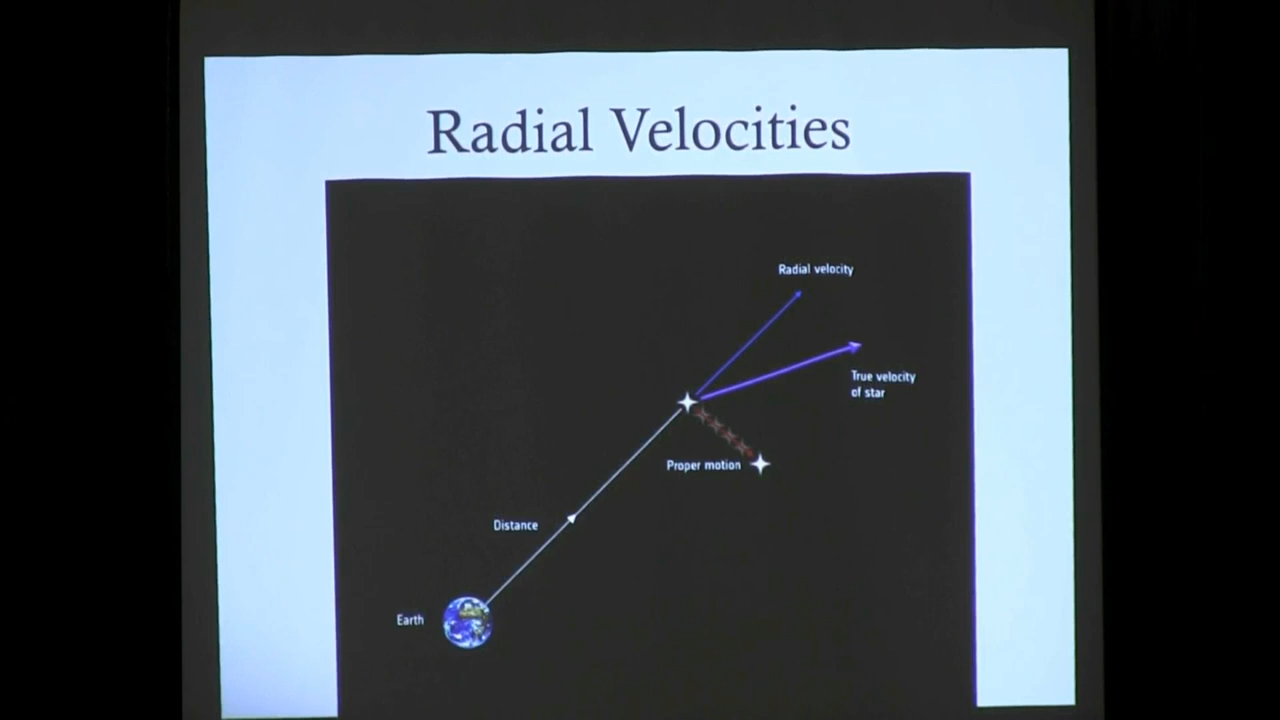 Radial Velocities
Radial velocity
True velocity
of star
Proper motion
Distance
Earth